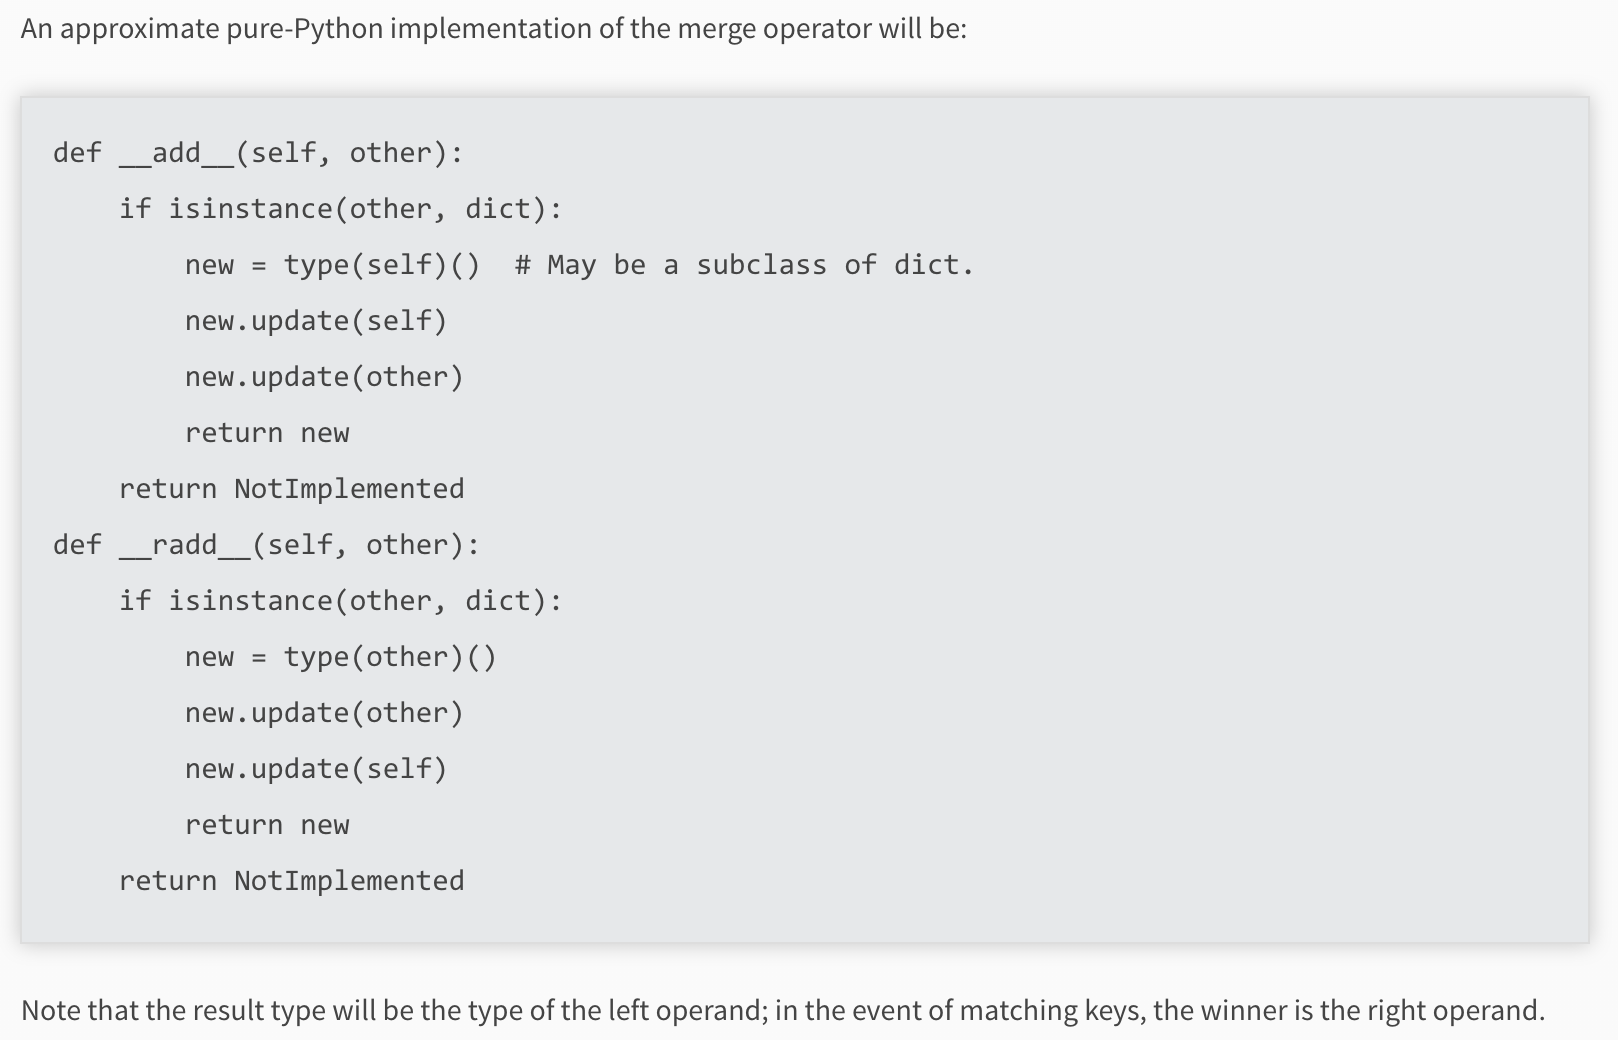 An approximate pure-Python implementation of the merge operator will be:
def __add__(self, other):
    if isinstance(other, dict):
        new = type(self)()  # May be a subclass of dict.
        new.update(self)
        new.update(other)
        return new
    return NotImplemented
def __radd__(self, other):
    if isinstance(other, dict):
        new = type(other)()
        new.update(other)
        new.update(self)
        return new
    return NotImplemented
Note that the result type will be the type of the left operand; in the event of matching keys, the winner is the right operand.